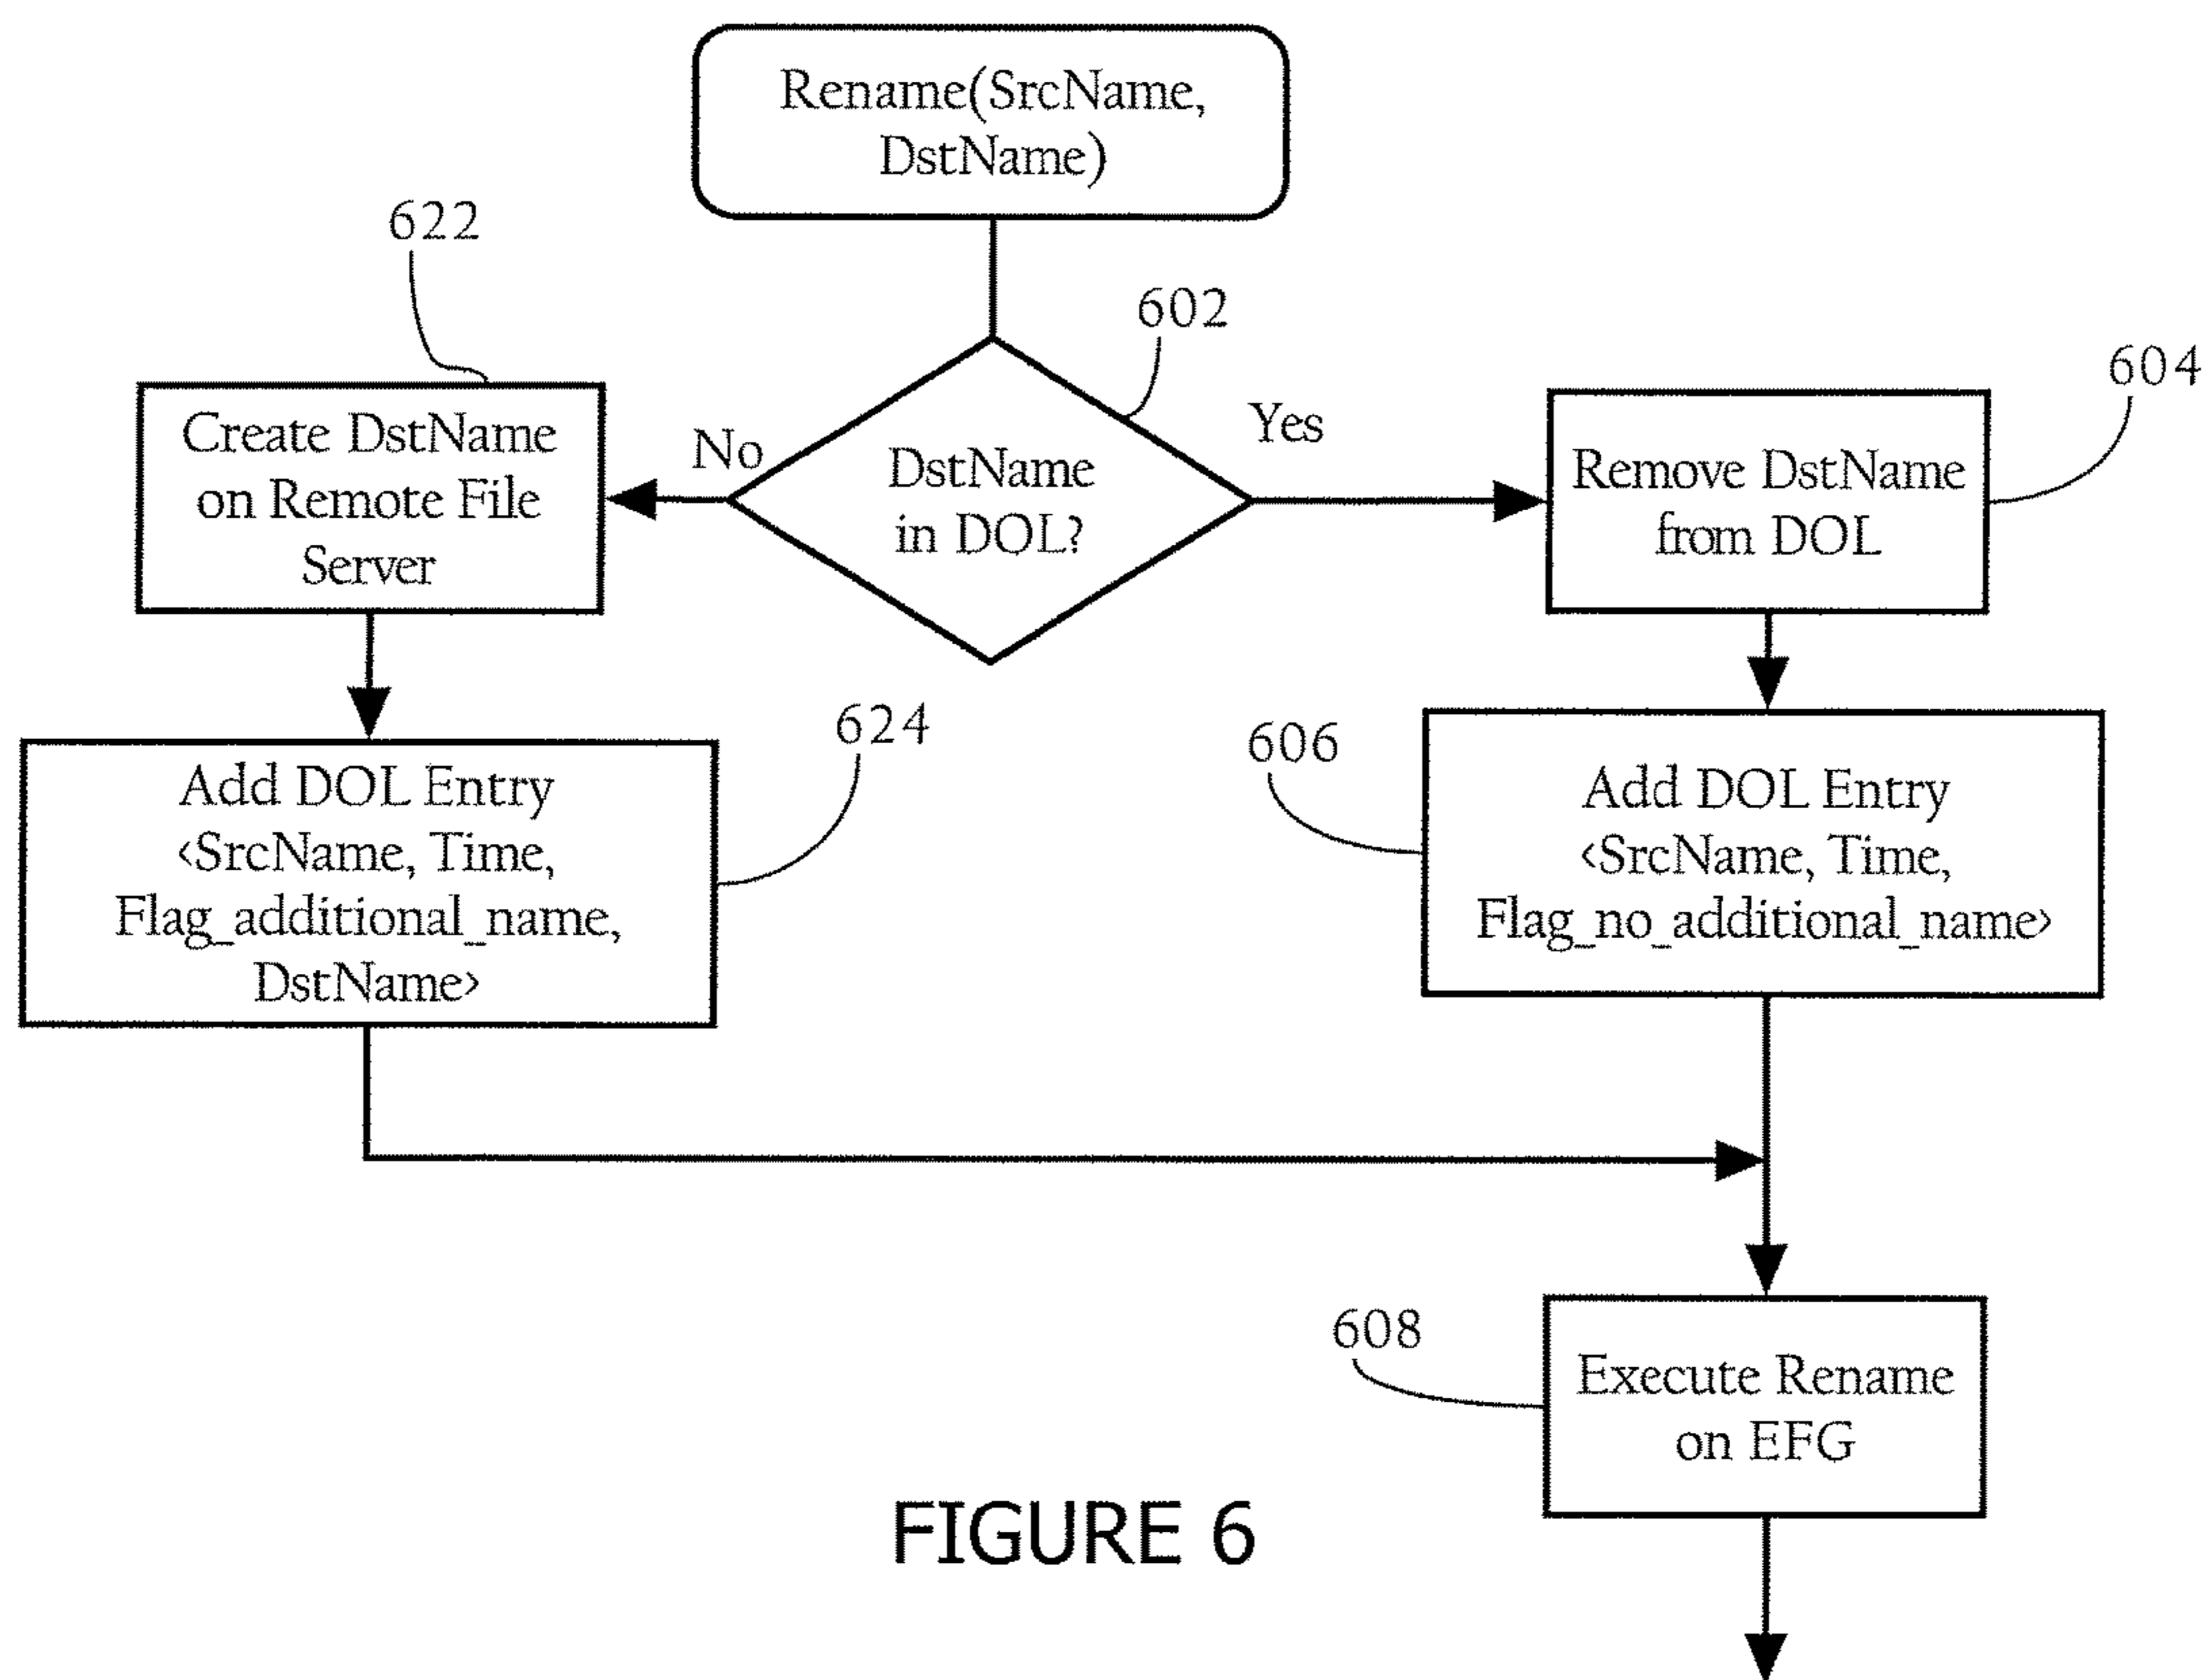 Rename(SrcName,
DstName)
622
602
604
Create DstName
on Remote File
Server
No
DstName
in DOL?
Yes
Remove DstName
from DOL
624
Add DOL Entry
‹SrcName, Time,
Flag_additional_name,
DstName›
606
Add DOL Entry
‹SrcName, Time,
Flag_no_additional_name›
608
Execute Rename
on EFG
FIGURE 6